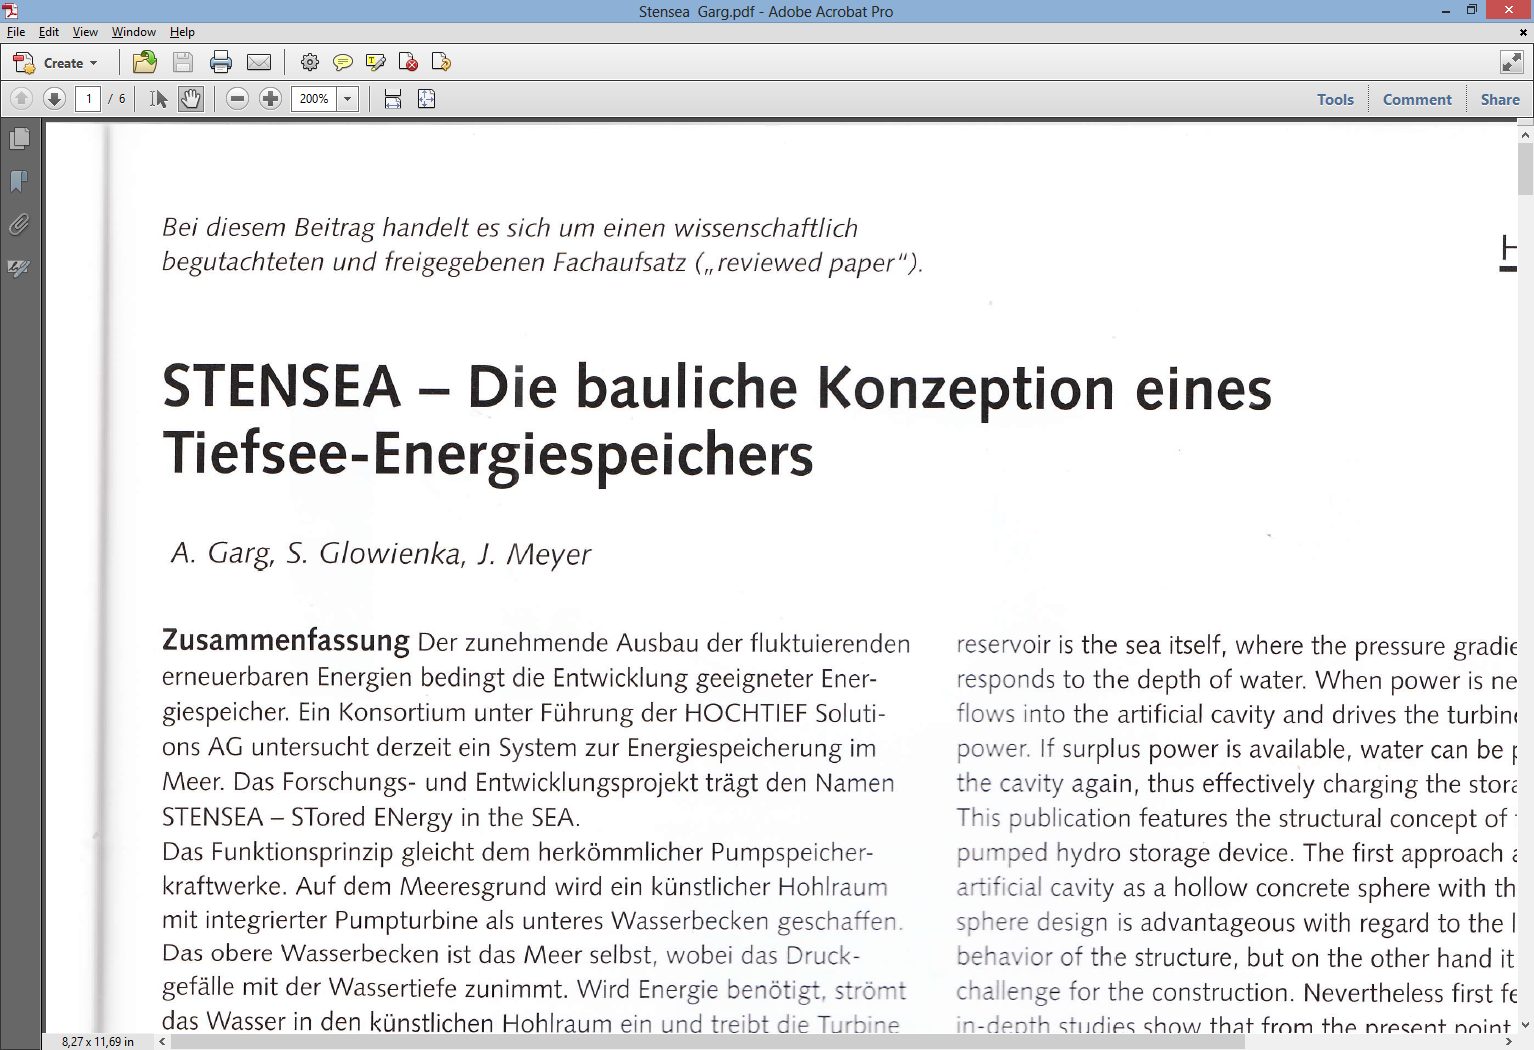 Stensea Garg.pdf - Adobe Acrobat Pro
File Edit View Window Help
Create
1 / 6 200% Tools Comment Share
Bei diesem Beitrag handelt es sich um einen wissenschaftlich
begutachteten und freigegebenen Fachaufsatz („reviewed paper“).
STENSEA – Die bauliche Konzeption eines
Tiefsee-Energiespeichers
A. Garg, S. Glowienka, J. Meyer
Zusammenfassung Der zunehmende Ausbau der fluktuierenden
erneuerbaren Energien bedingt die Entwicklung geeigneter Ener-
giespeicher. Ein Konsortium unter Führung der HOCHTIEF Soluti-
ons AG untersucht derzeit ein System zur Energiespeicherung im
Meer. Das Forschungs- und Entwicklungsprojekt trägt den Namen
STENSEA – STored ENergy in the SEA.
Das Funktionsprinzip gleicht dem herkömmlicher Pumpspeicher-
kraftwerke. Auf dem Meeresgrund wird ein künstlicher Hohlraum
mit integrierter Pumpturbine als unteres Wasserbecken geschaffen.
Das obere Wasserbecken ist das Meer selbst, wobei das Druck-
gefälle mit der Wassertiefe zunimmt. Wird Energie benötigt, strömt
das Wasser in den künstlichen Hohlraum ein und treibt die Turbine
reservoir is the sea itself, where the pressure
responds to the depth of water. When power is
flows into the artificial cavity and drives the
power. If surplus power is available, water can be
the cavity again, thus effectively charging the
This publication features the structural concept of
pumped hydro storage device. The first approach
artificial cavity as a hollow concrete sphere with
sphere design is advantageous with regard to the
behavior of the structure, but on the other hand it
challenge for the construction. Nevertheless first
in-depth studies show that from the present point
8,27 x 11,69 in